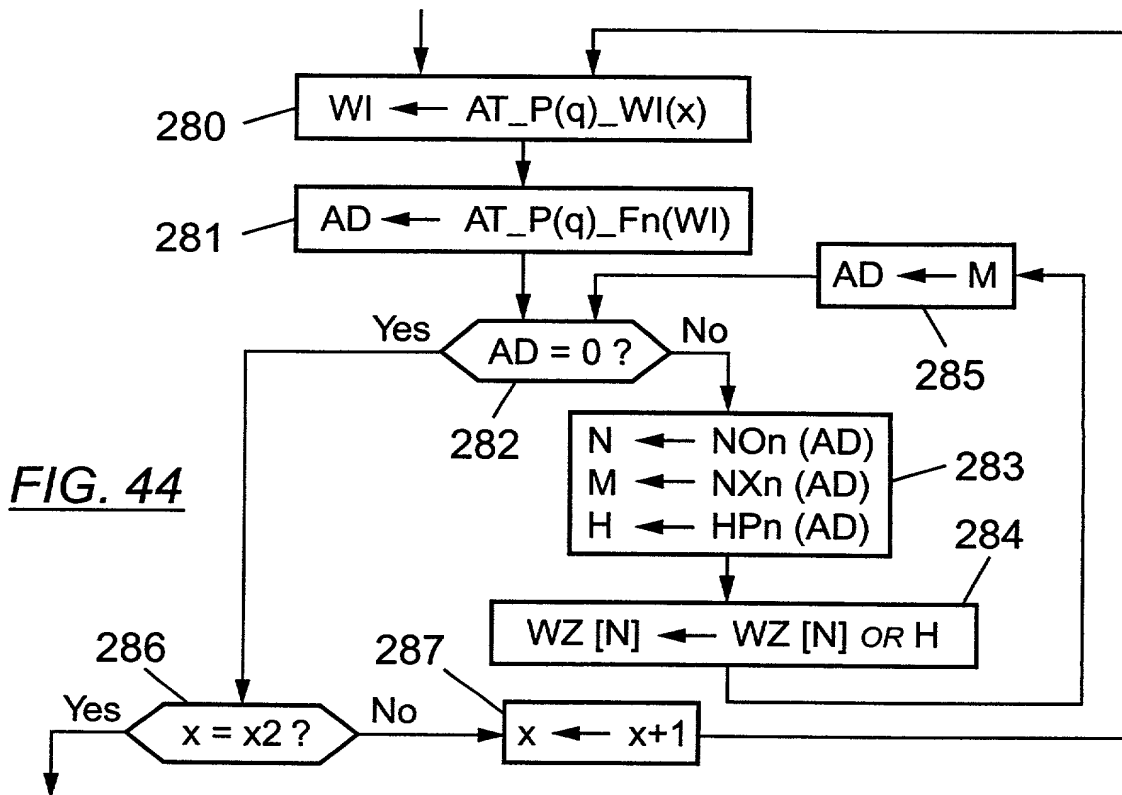 280
WI ← AT_P(q)_WI(x)
281
AD ← AT_P(q)_Fn(WI)
AD ← M
285
Yes
AD = 0 ?
No
282
N ← NOn (AD)
M ← NXn (AD)
H ← HPn (AD)
283
FIG. 44
284
WZ [N] ← WZ [N] OR H
286
Yes
x = x2 ?
No
287
x ← x+1